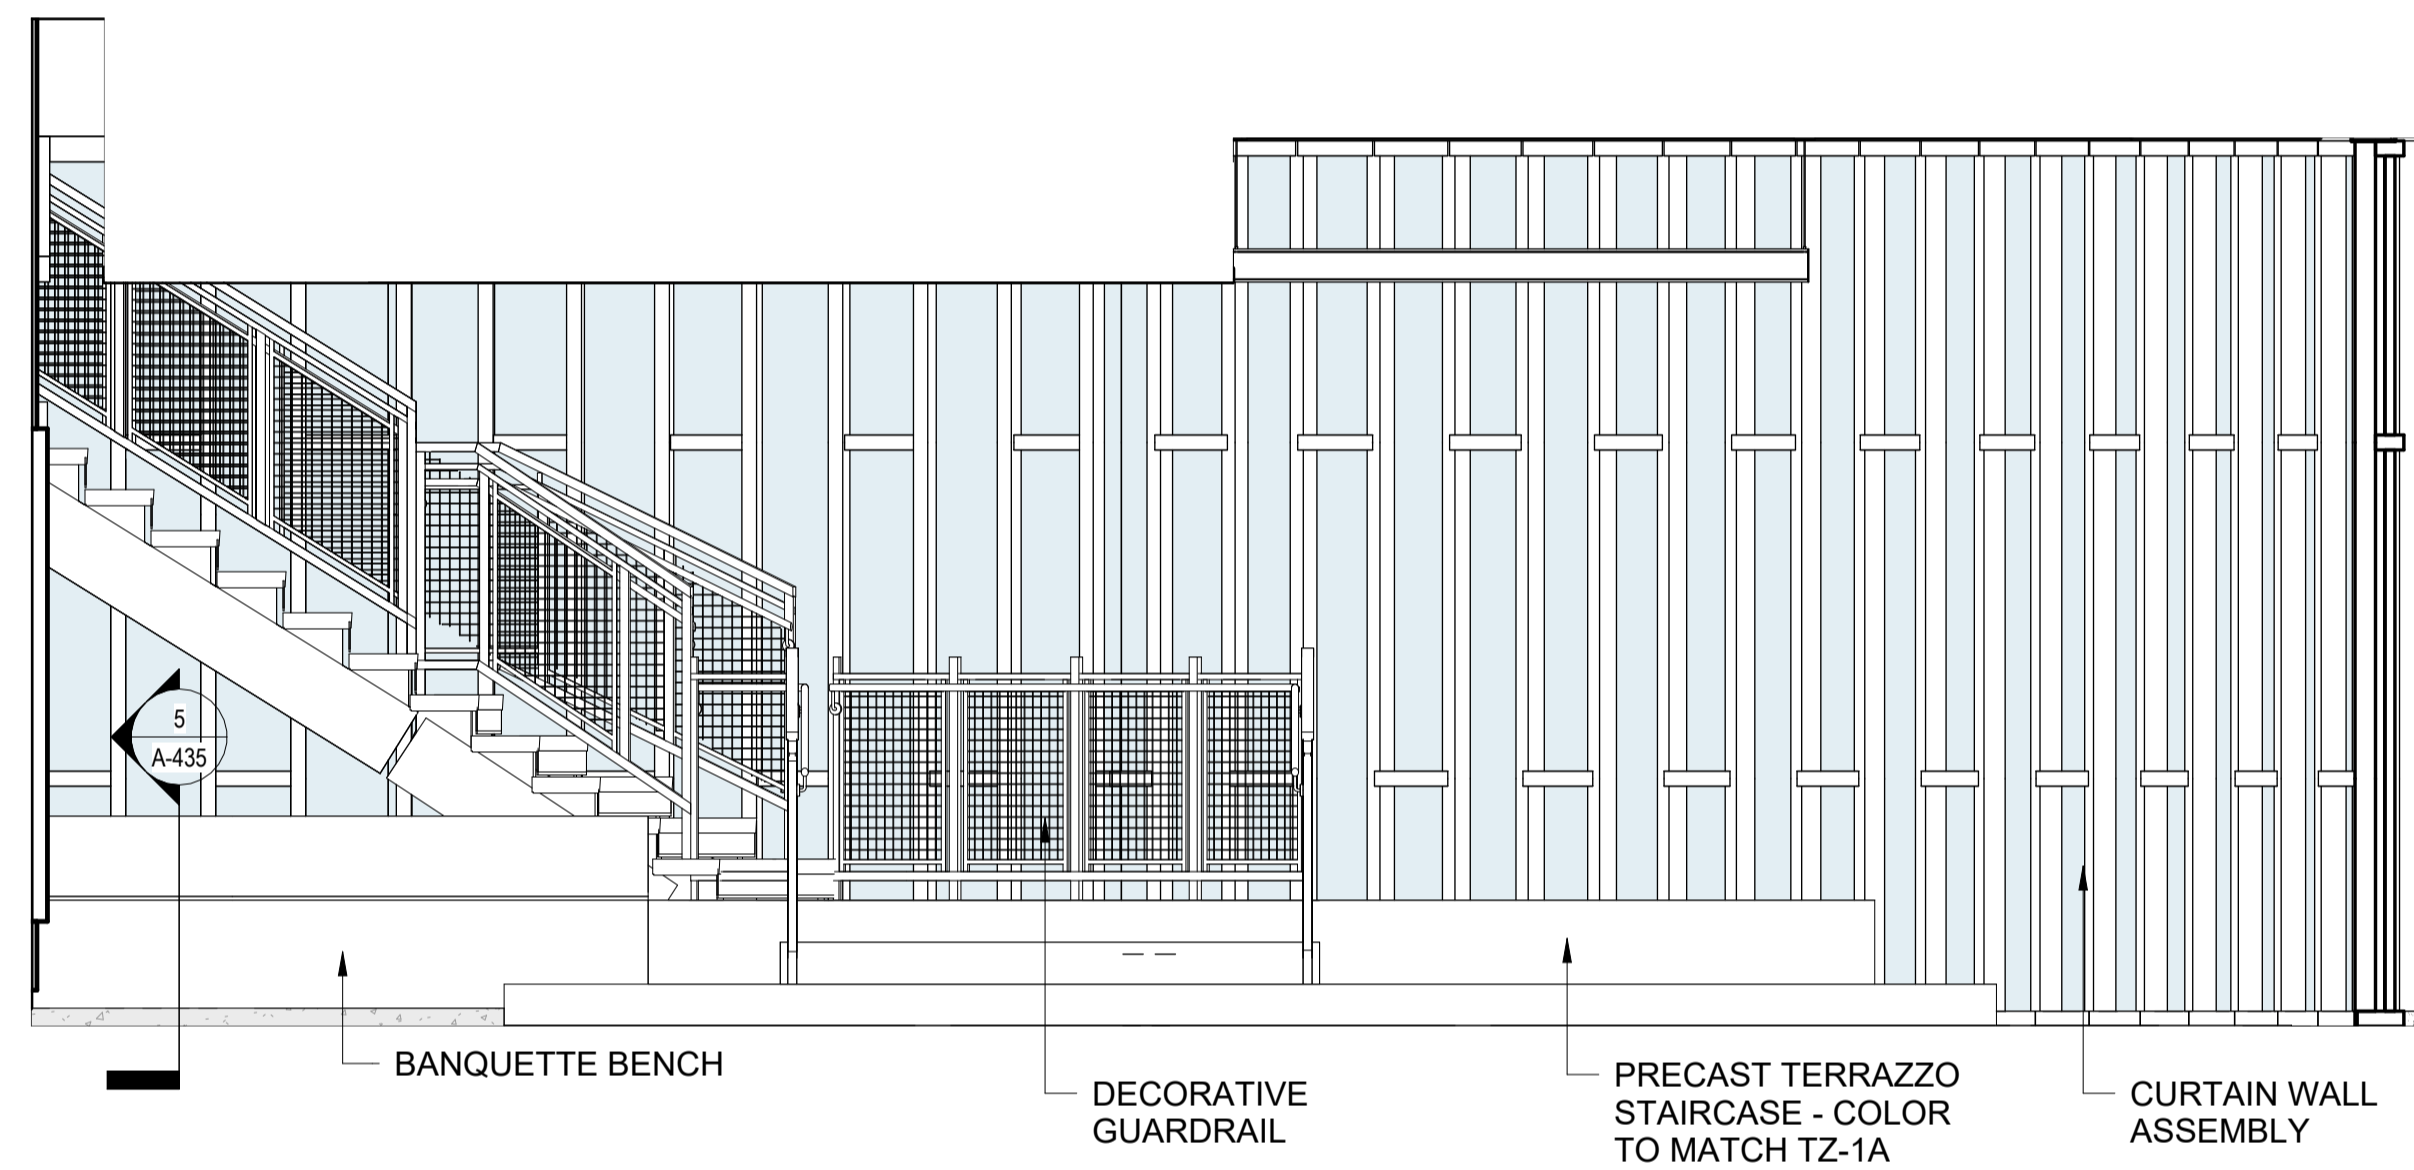 5
A-435
BANQUETTE BENCH
DECORATIVE
GUARDRAIL
PRECAST TERRAZZO
STAIRCASE - COLOR
TO MATCH TZ-1A
CURTAIN WALL
ASSEMBLY